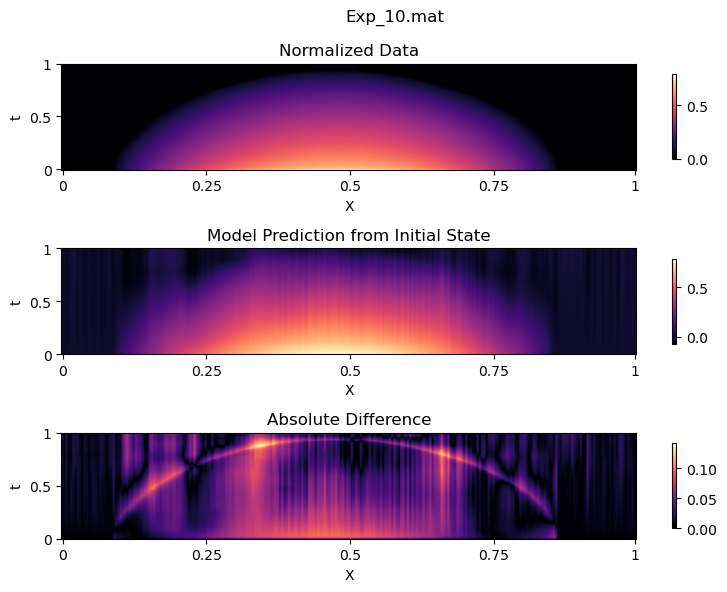 Exp_10.mat
Normalized Data
1
0.5
0
t
0 0.25 0.5 0.75 1
X
0.5
0.0
Model Prediction from Initial State
1
0.5
0
t
0 0.25 0.5 0.75 1
X
0.5
0.0
Absolute Difference
1
0.5
0
t
0 0.25 0.5 0.75 1
X
0.10
0.05
0.00